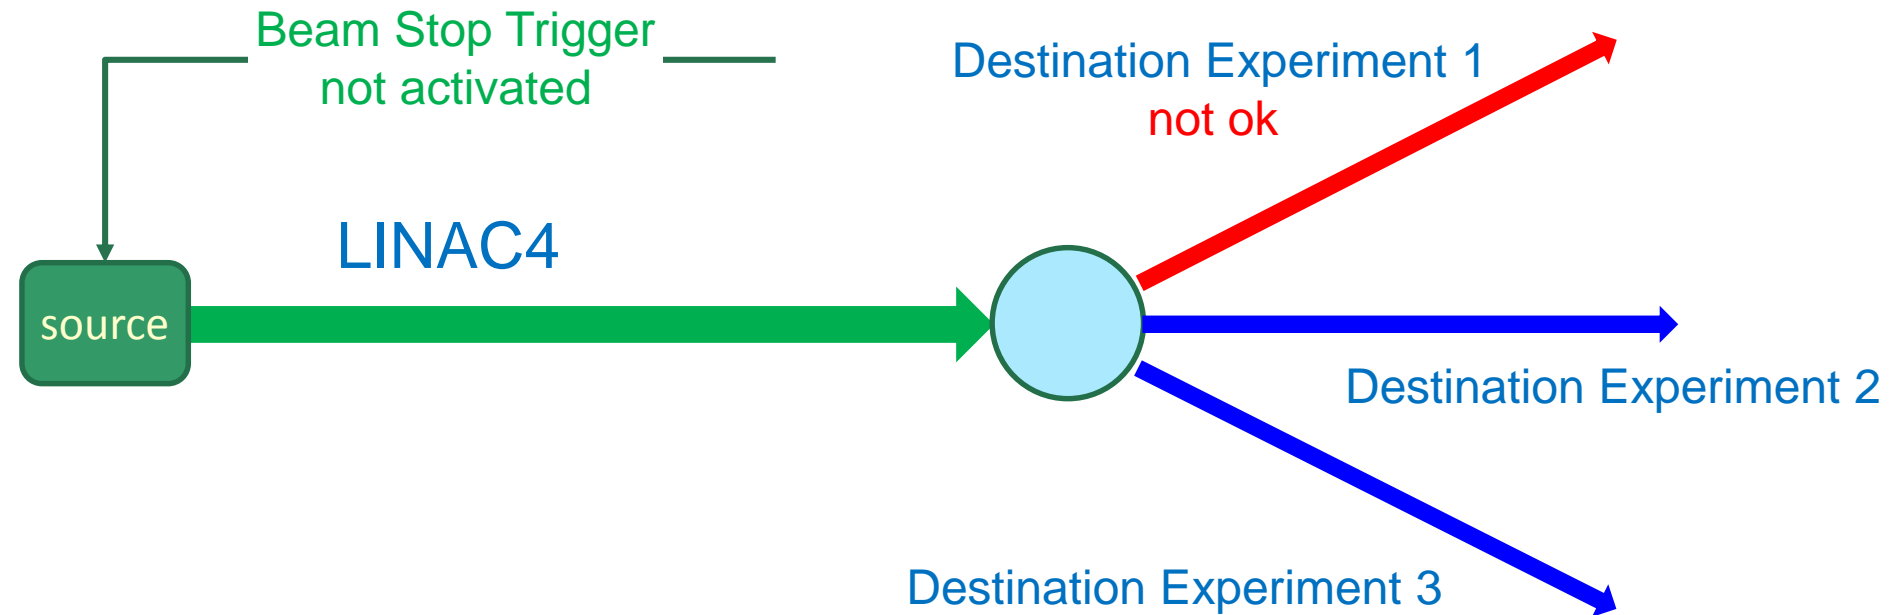 Beam Stop Trigger
not activated
Destination Experiment 1
not ok
LINAC4
source
Destination Experiment 2
Destination Experiment 3